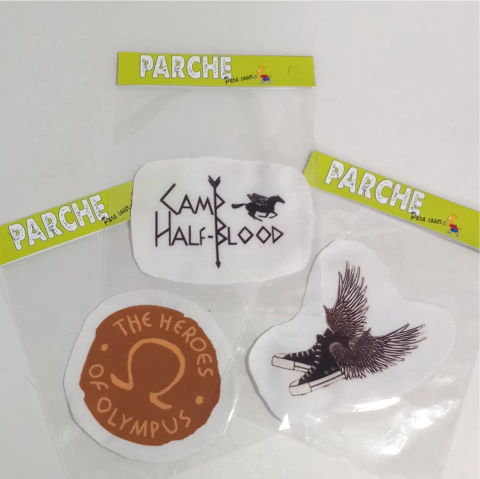 PARCHE
Para coser
CAMP
HALF-BLOOD
PARCHE
Para coser
THE HEROES
OF OLYMPUS
PARCHE
Para coser